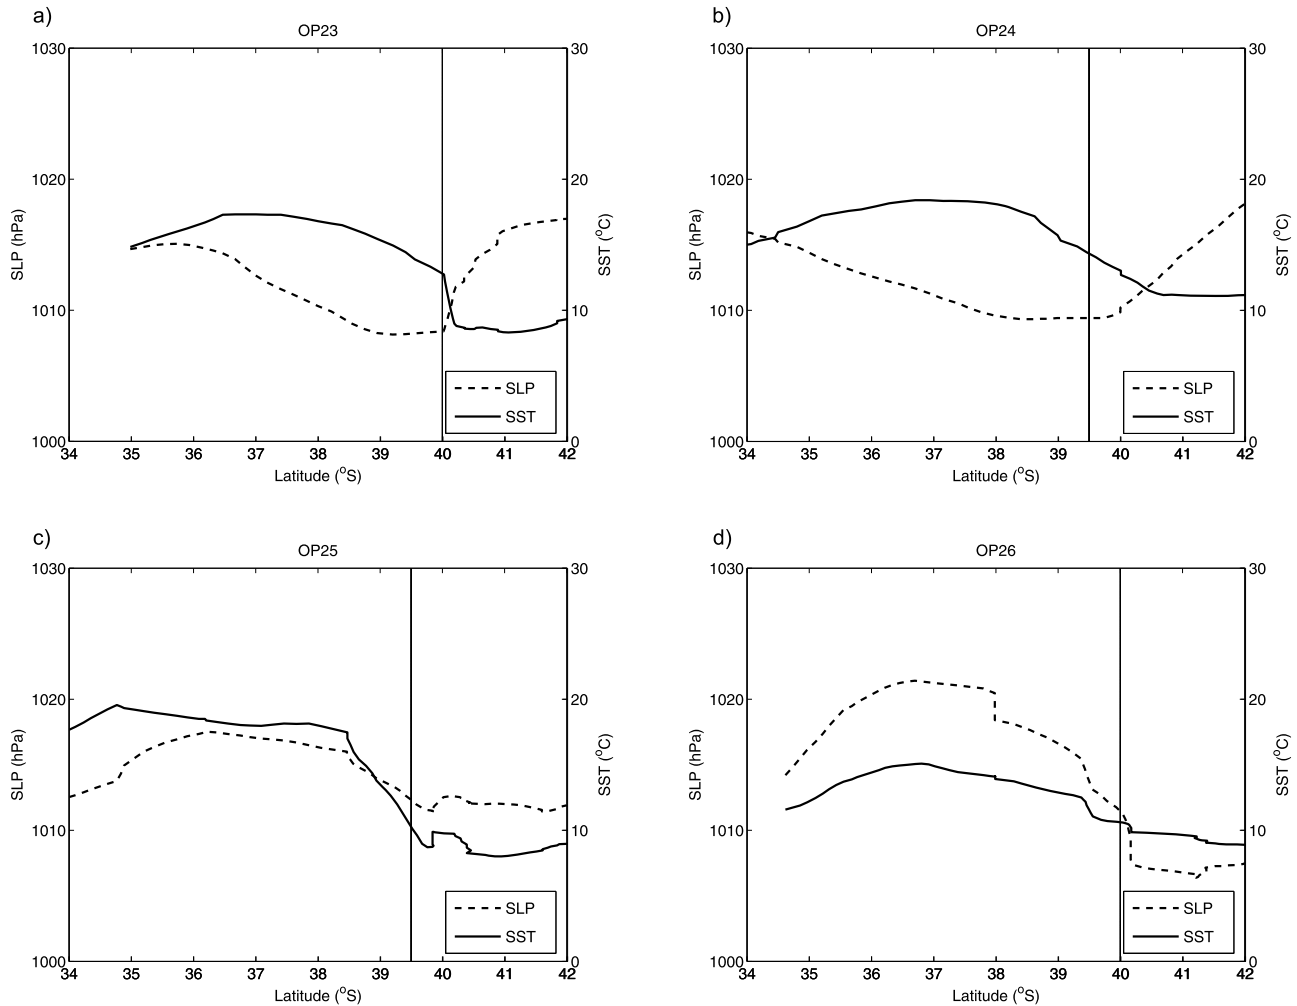 a)
OP23
1030
1020
1010
1000
30
20
10
0
34 35 36 37 38 39 40 41 42
SLP (hPa)
SST (°C)
Latitude (°S)
SLP
SST
b)
OP24
1030
1020
1010
1000
30
20
10
0
34 35 36 37 38 39 40 41 42
SLP (hPa)
SST (°C)
Latitude (°S)
SLP
SST
c)
OP25
1030
1020
1010
1000
30
20
10
0
34 35 36 37 38 39 40 41 42
SLP (hPa)
SST (°C)
Latitude (°S)
SLP
SST
d)
OP26
1030
1020
1010
1000
30
20
10
0
34 35 36 37 38 39 40 41 42
SLP (hPa)
SST (°C)
Latitude (°S)
SLP
SST